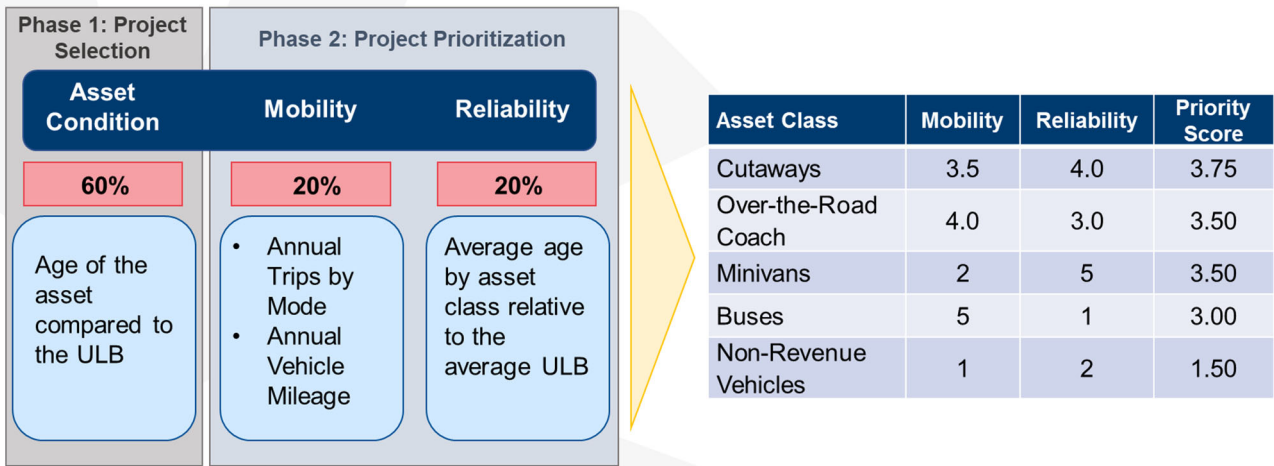 Phase 1: Project
Selection
Phase 2: Project Prioritization
Asset
Condition
Mobility
Reliability
60%
20%
20%
Age of the
asset
compared to
the ULB
• Annual
Trips by
Mode
• Annual
Vehicle
Mileage
Average age
by asset
class relative
to the
average ULB
Asset Class Mobility Reliability Priority
Score
Cutaways 3.5 4.0 3.75
Over-the-Road
Coach 4.0 3.0 3.50
Minivans 2 5 3.50
Buses 5 1 3.00
Non-Revenue
Vehicles 1 2 1.50